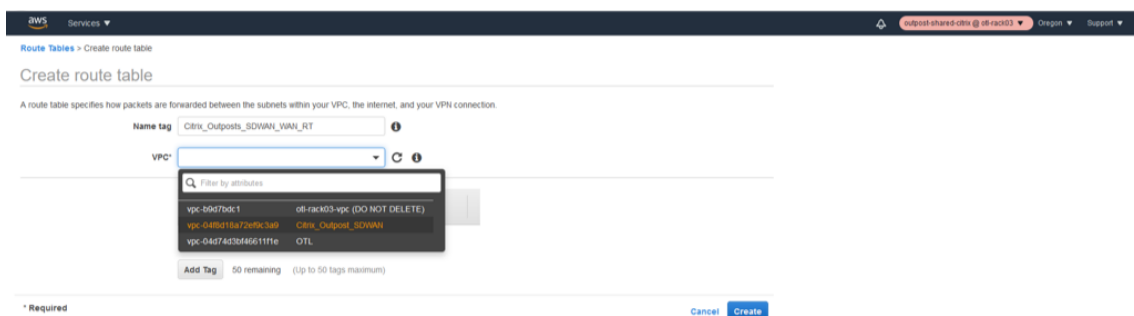 aws Services ▼ outpost-shared-citrix @ otl-rack03 ▼ Oregon ▼ Support ▼
Route Tables > Create route table
Create route table
A route table specifies how packets are forwarded between the subnets within your VPC, the internet, and your VPN connection.
Name tag Citrix_Outposts_SDWAN_WAN_RT
VPC*
Filter by attributes
vpc-b9d7bdc1 otl-rack03-vpc (DO NOT DELETE)
vpc-04f8d18a72ef9c3a9 Citrix_Outpost_SDWAN
vpc-04d74d3bf46611f1e OTL
Add Tag 50 remaining (Up to 50 tags maximum)
* Required Cancel Create